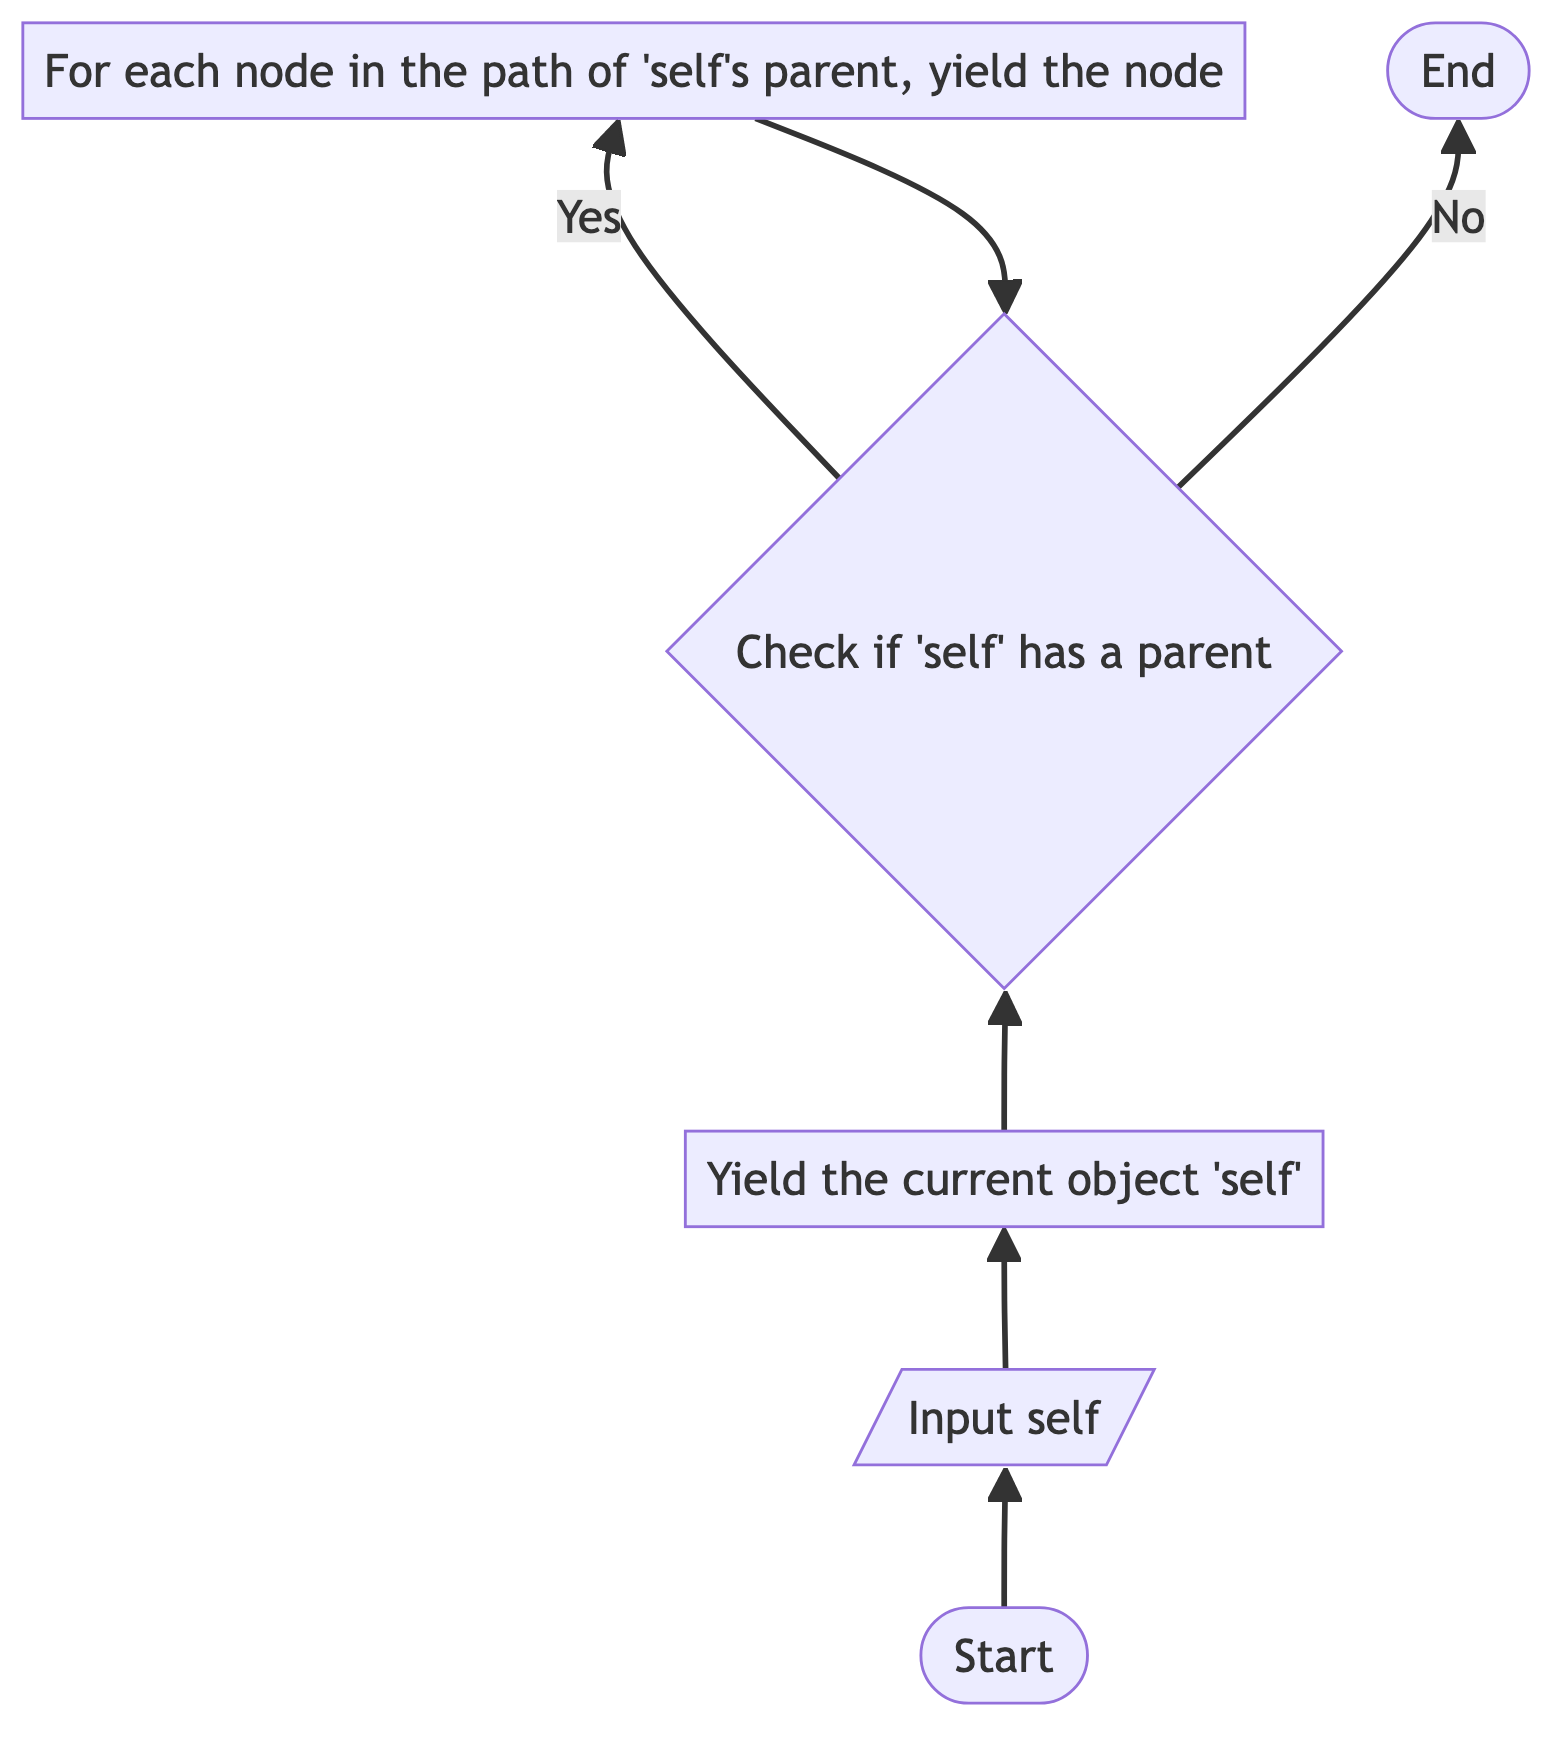 For each node in the path of 'self's parent, yield the node
End
Yes
No
Check if 'self' has a parent
Yield the current object 'self'
Input self
Start